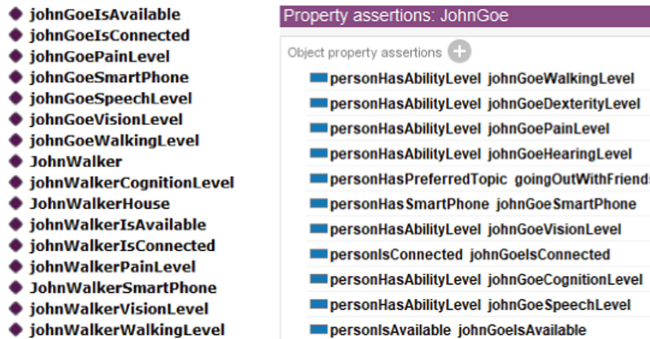 johnGoeIsAvailable
johnGoeIsConnected
johnGoePainLevel
johnGoeSmartPhone
johnGoeSpeechLevel
johnGoeVisionLevel
johnGoeWalkingLevel
JohnWalker
johnWalkerCognitionLevel
JohnWalkerHouse
johnWalkerIsAvailable
johnWalkerIsConnected
johnWalkerPainLevel
JohnWalkerSmartPhone
johnWalkerVisionLevel
johnWalkerWalkingLevel
Property assertions: JohnGoe
Object property assertions
personHasAbilityLevel johnGoeWalkingLevel
personHasAbilityLevel johnGoeDexterityLevel
personHasAbilityLevel johnGoePainLevel
personHasAbilityLevel johnGoeHearingLevel
personHasPreferredTopic goingOutWithFriends
personHasSmartPhone johnGoeSmartPhone
personHasAbilityLevel johnGoeVisionLevel
personIsConnected johnGoeIsConnected
personHasAbilityLevel johnGoeCognitionLevel
personHasAbilityLevel johnGoeSpeechLevel
personIsAvailable johnGoeIsAvailable